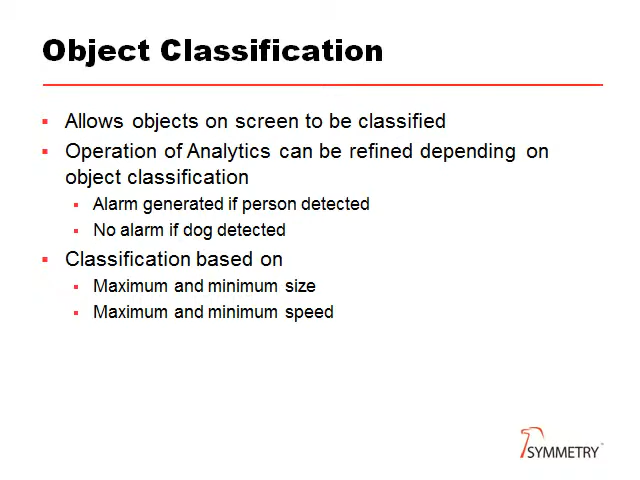 Object Classification
▪ Allows objects on screen to be classified
▪ Operation of Analytics can be refined depending on
object classification
▪ Alarm generated if person detected
▪ No alarm if dog detected
▪ Classification based on
▪ Maximum and minimum size
▪ Maximum and minimum speed
SYMMETRY™